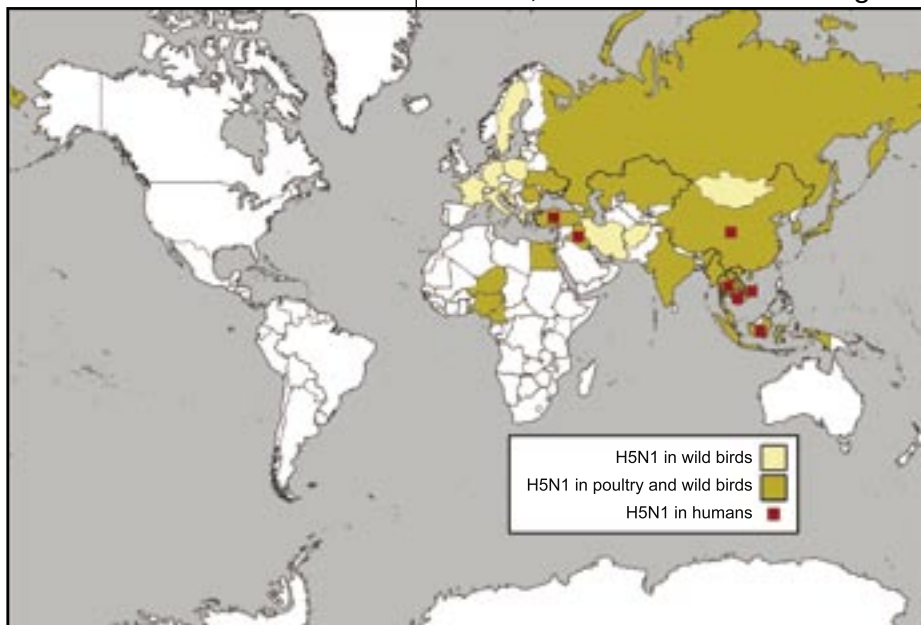 H5N1 in wild birds
H5N1 in poultry and wild birds
H5N1 in humans